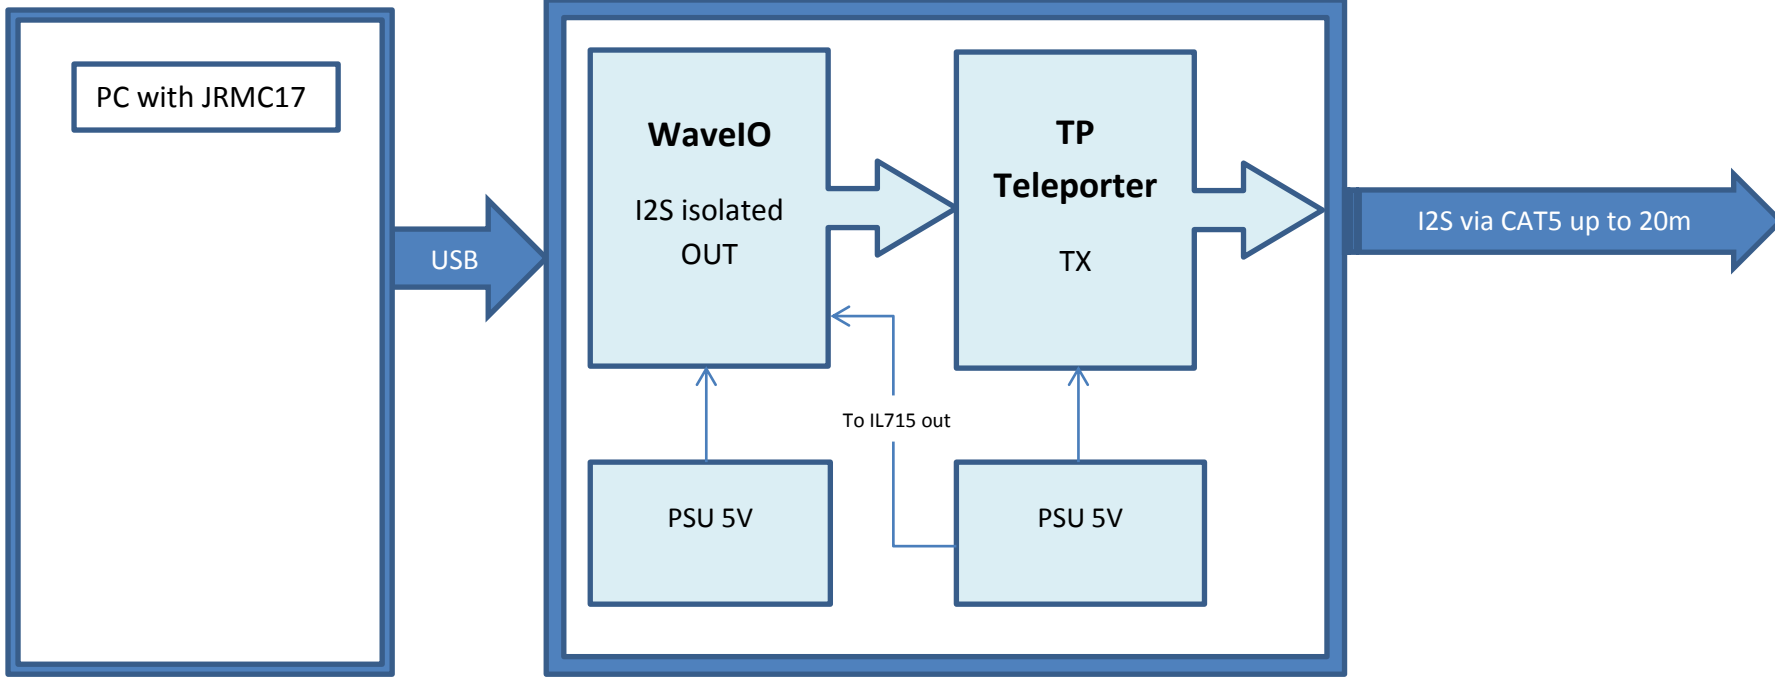 PC with JRMC17
USB
WaveIO
I2S isolated
OUT
TP
Teleporter
TX
To IL715 out
PSU 5V
PSU 5V
I2S via CAT5 up to 20m